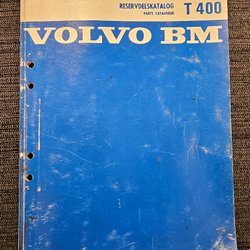 RESERVDELSKATALOG T 400
PARTS CATALOGUE
VOLVO BM